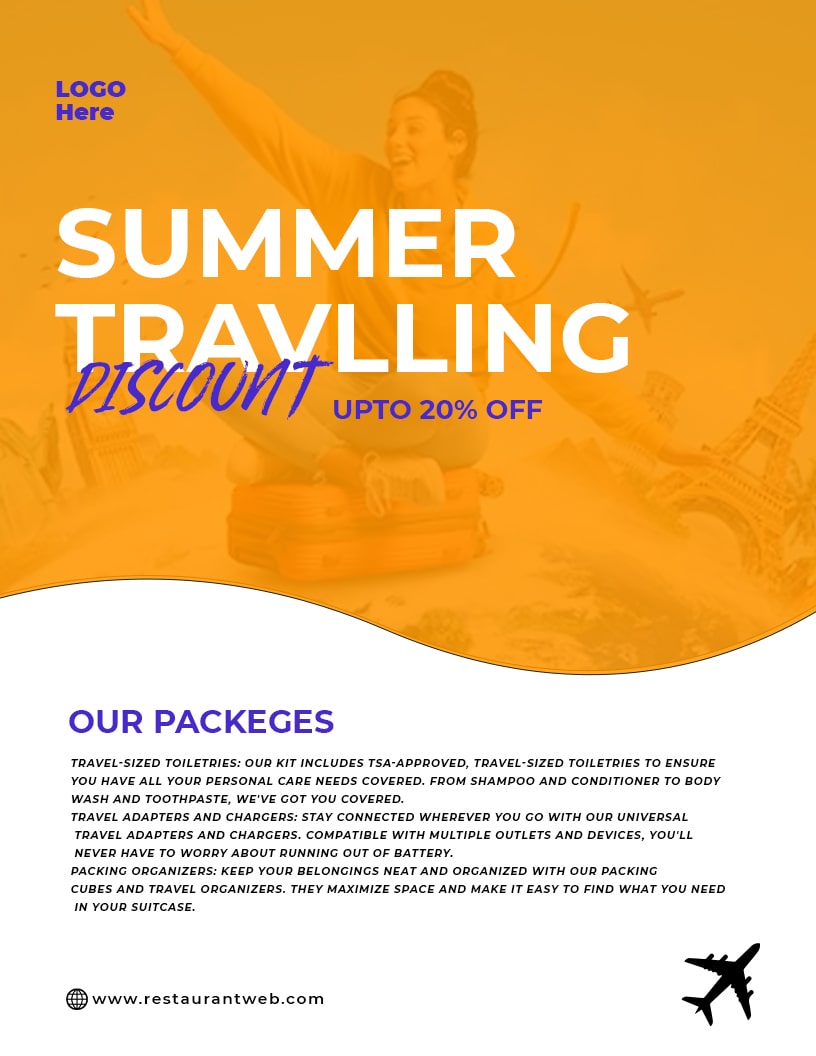 LOGO
Here
SUMMER
TRAVLLING
DISCOUNT
UPTO 20% OFF
OUR PACKEGES
TRAVEL-SIZED TOILETRIES: OUR KIT INCLUDES TSA-APPROVED, TRAVEL-SIZED TOILETRIES TO ENSURE
YOU HAVE ALL YOUR PERSONAL CARE NEEDS COVERED. FROM SHAMPOO AND CONDITIONER TO BODY
WASH AND TOOTHPASTE, WE'VE GOT YOU COVERED.
TRAVEL ADAPTERS AND CHARGERS: STAY CONNECTED WHEREVER YOU GO WITH OUR UNIVERSAL
TRAVEL ADAPTERS AND CHARGERS. COMPATIBLE WITH MULTIPLE OUTLETS AND DEVICES, YOU'LL
NEVER HAVE TO WORRY ABOUT RUNNING OUT OF BATTERY.
PACKING ORGANIZERS: KEEP YOUR BELONGINGS NEAT AND ORGANIZED WITH OUR PACKING
CUBES AND TRAVEL ORGANIZERS. THEY MAXIMIZE SPACE AND MAKE IT EASY TO FIND WHAT YOU NEED
IN YOUR SUITCASE.
www.restaurantweb.com